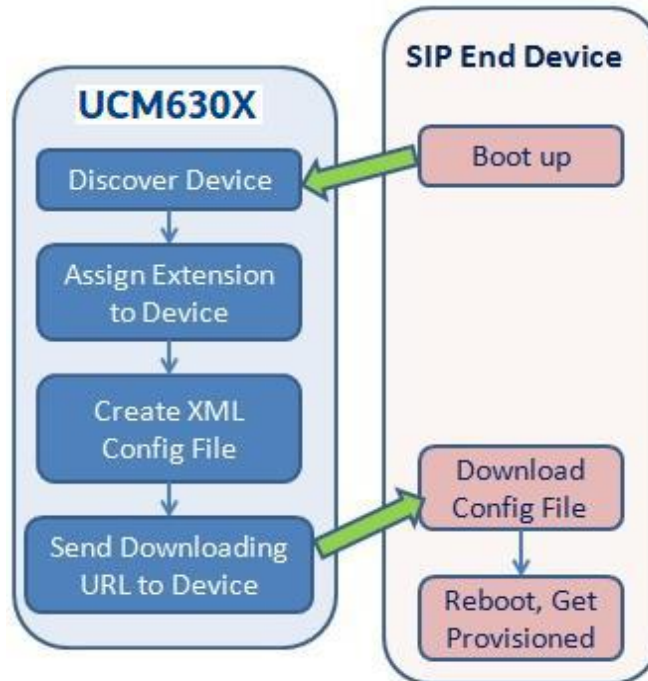 UCM630X
Discover Device
Assign Extension
to Device
Create XML
Config File
Send Downloading
URL to Device
SIP End Device
Boot up
Download
Config File
Reboot, Get
Provisioned